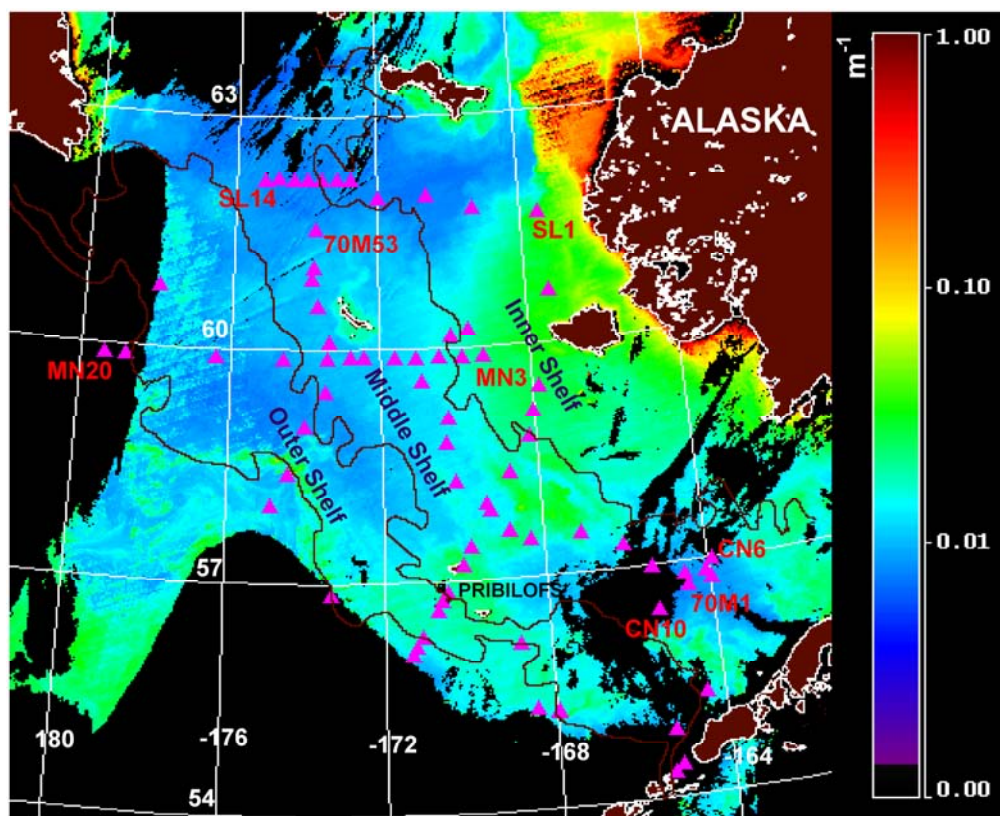 1.00
m⁻¹
63
ALASKA
SL14
SL1
70M53
0.10
60
Inner Shelf
MN20
MN3
Middle Shelf
Outer Shelf
0.01
CN6
57
PRIBILOFS
70M1
CN10
180
-176
-172
-168
-164
54
0.00